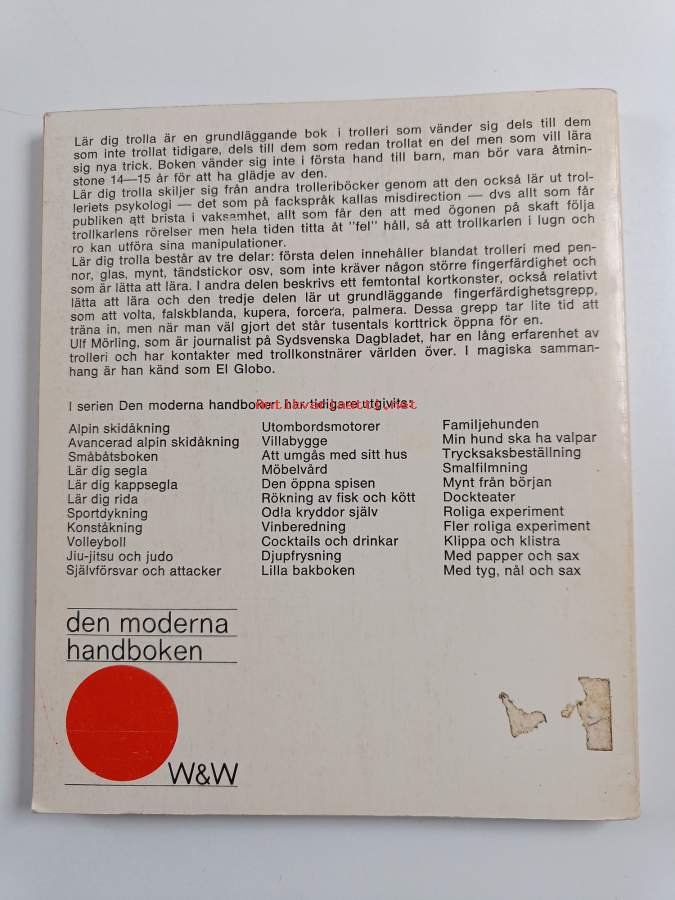 Lär dig trolla är en grundläggande bok i trolleri som vänder sig dels till dem
som inte trollat tidigare, dels till dem som redan trollat en del men som vill lära
sig nya trick. Boken vänder sig inte i första hand till barn, man bör vara åtmin-
stone 14—15 år för att ha glädje av den.
Lär dig trolla skiljer sig från andra trolleriböcker genom att den också lär ut trol-
leriets psykologi — det som på fackspråk kallas misdirection — dvs allt som får
publiken att brista i vaksamhet, allt som får den att med ögonen på skaft följa
trollkarlens rörelser men hela tiden titta åt "fel" håll, så att trollkarlen i lugn och
ro kan utföra sina manipulationer.
Lär dig trolla består av tre delar: första delen innehåller blandat trolleri med pen-
nor, glas, mynt, tändstickor osv, som inte kräver någon större fingerfärdighet och
som är lätta att lära. I andra delen beskrivs ett femtontal kortkonster, också relativt
lätta att lära och den tredje delen lär ut grundläggande fingerfärdighetsgrepp,
som att volta, falskblanda, kupera, forcera, palmera. Dessa grepp tar lite tid att
träna in, men när man väl gjort det står tusentals korttrick öppna för en.
Ulf Mörling, som är journalist på Sydsvenska Dagbladet, har en lång erfarenhet av
trolleri och har kontakter med trollkonstnärer världen över. I magiska samman-
hang är han känd som El Globo.
I serien Den moderna handboken har tidigare utgivits:
Antikvariaatti.net
Alpin skidåkning
Avancerad alpin skidåkning
Småbåtsboken
Lär dig segla
Lär dig kappsegla
Lär dig rida
Sportdykning
Konståkning
Volleyboll
Jiu-jitsu och judo
Självförsvar och attacker
Utombordsmotorer
Villabygge
Att umgås med sitt hus
Möbelvård
Den öppna spisen
Rökning av fisk och kött
Odla kryddor själv
Vinberedning
Cocktails och drinkar
Djupfrysning
Lilla bakboken
Familjehunden
Min hund ska ha valpar
Trycksaksbeställning
Smalfilmning
Mynt från början
Dockteater
Roliga experiment
Fler roliga experiment
Klippa och klistra
Med papper och sax
Med tyg, nål och sax
den moderna
handboken
W&W